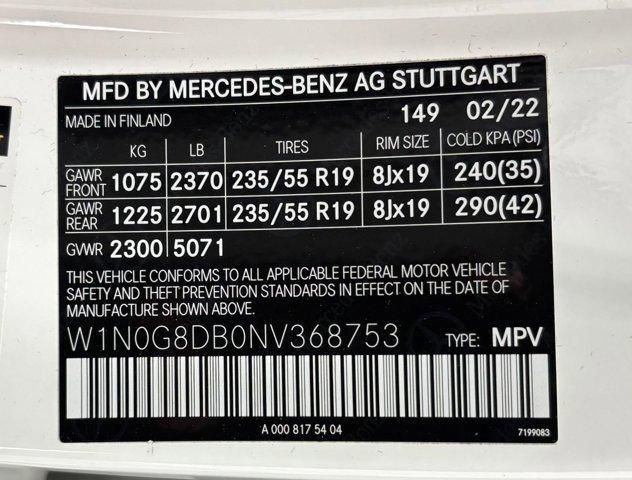 MFD BY MERCEDES-BENZ AG STUTTGART
MADE IN FINLAND 149 02/22
KG LB TIRES RIM SIZE COLD KPA (PSI)
GAWR FRONT 1075 2370 235/55 R19 8Jx19 240(35)
GAWR REAR 1225 2701 235/55 R19 8Jx19 290(42)
GVWR 2300 5071
THIS VEHICLE CONFORMS TO ALL APPLICABLE FEDERAL MOTOR VEHICLE
SAFETY AND THEFT PREVENTION STANDARDS IN EFFECT ON THE DATE OF
MANUFACTURE SHOWN ABOVE.
W1N0G8DB0NV368753 TYPE: MPV
A 000 817 54 04
7199083